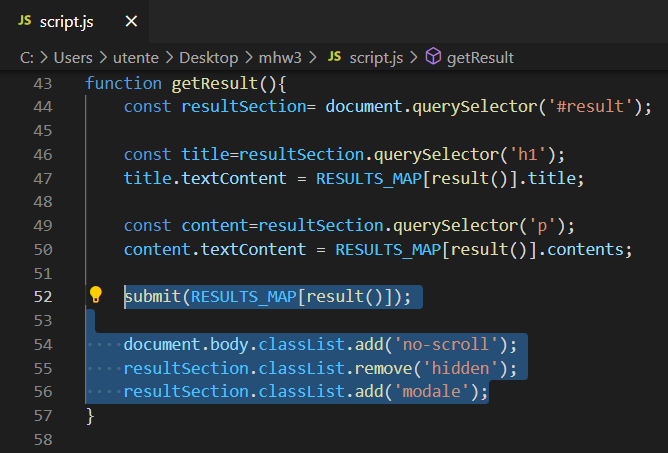 JS script.js ×
C: > Users > utente > Desktop > mhw3 > JS script.js > getResult
43 function getResult(){
44 const resultSection= document.querySelector('#result');
45
46 const title=resultSection.querySelector('h1');
47 title.textContent = RESULTS_MAP[result()].title;
48
49 const content=resultSection.querySelector('p');
50 content.textContent = RESULTS_MAP[result()].contents;
51
52 submit(RESULTS_MAP[result()]);
53
54 document.body.classList.add('no-scroll');
55 resultSection.classList.remove('hidden');
56 resultSection.classList.add('modale');
57 }
58